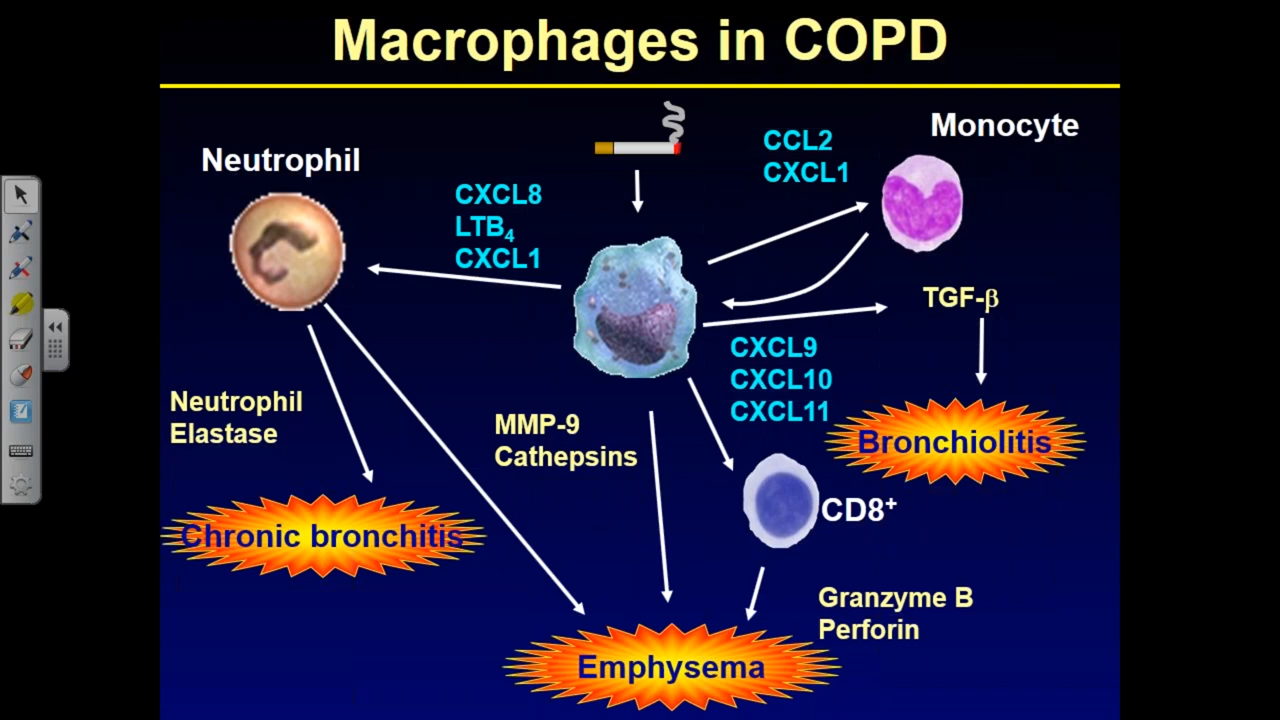 Macrophages in COPD
Neutrophil
CXCL8
LTB₄
CXCL1
CCL2
CXCL1
Monocyte
TGF-β
CXCL9
CXCL10
CXCL11
Neutrophil
Elastase
MMP-9
Cathepsins
Bronchiolitis
CD8⁺
Chronic bronchitis
Granzyme B
Perforin
Emphysema